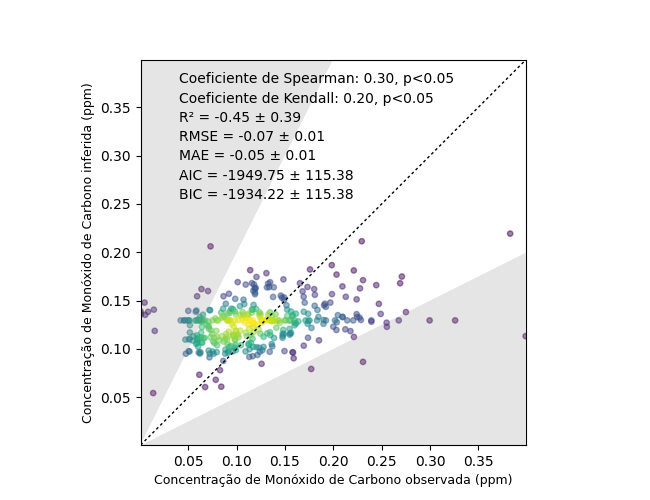 Coeficiente de Spearman: 0.30, p<0.05
Coeficiente de Kendall: 0.20, p<0.05
R² = -0.45 ± 0.39
RMSE = -0.07 ± 0.01
MAE = -0.05 ± 0.01
AIC = -1949.75 ± 115.38
BIC = -1934.22 ± 115.38
Concentração de Monóxido de Carbono inferida (ppm)
0.35
0.30
0.25
0.20
0.15
0.10
0.05
0.05 0.10 0.15 0.20 0.25 0.30 0.35
Concentração de Monóxido de Carbono observada (ppm)